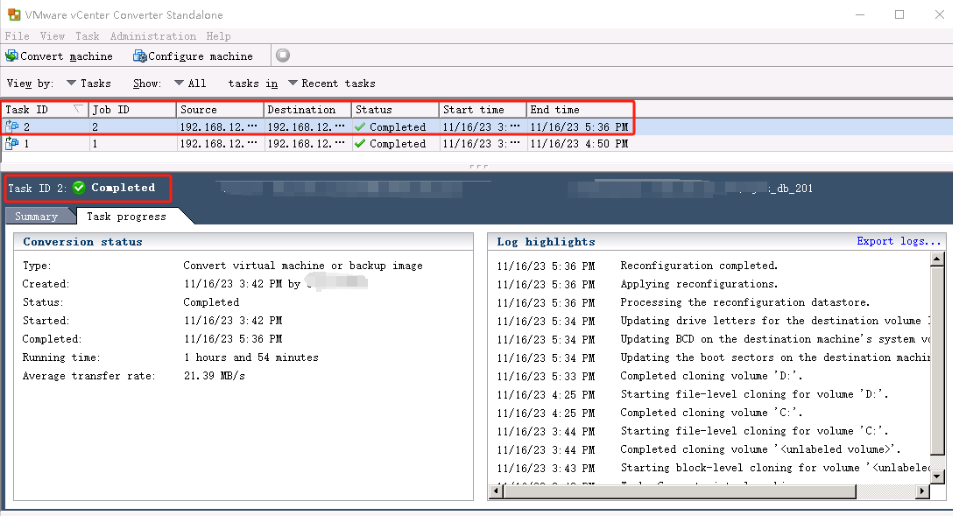 VMware vCenter Converter Standalone
File View Task Administration Help
Convert machine Configure machine
View by: Tasks Show: All tasks in Recent tasks
Task ID Job ID Source Destination Status Start time End time
2 2 192.168.12.··· 192.168.12.··· Completed 11/16/23 3:··· 11/16/23 5:36 PM
1 1 192.168.12.··· 192.168.12.··· Completed 11/16/23 3:··· 11/16/23 4:50 PM
Task ID 2: Completed _db_201
Summary Task progress
Conversion status
Type: Convert virtual machine or backup image
Created: 11/16/23 3:42 PM by
Status: Completed
Started: 11/16/23 3:42 PM
Completed: 11/16/23 5:36 PM
Running time: 1 hours and 54 minutes
Average transfer rate: 21.39 MB/s
Log highlights Export logs...
11/16/23 5:36 PM Reconfiguration completed.
11/16/23 5:36 PM Applying reconfigurations.
11/16/23 5:36 PM Processing the reconfiguration datastore.
11/16/23 5:34 PM Updating drive letters for the destination volume
11/16/23 5:34 PM Updating BCD on the destination machine's system vo
11/16/23 5:34 PM Updating the boot sectors on the destination machin
11/16/23 5:33 PM Completed cloning volume 'D:'.
11/16/23 4:25 PM Starting file-level cloning for volume 'D:'.
11/16/23 4:25 PM Completed cloning volume 'C:'.
11/16/23 3:44 PM Starting file-level cloning for volume 'C:'.
11/16/23 3:44 PM Completed cloning volume '<unlabeled volume>'.
11/16/23 3:43 PM Starting block-level cloning for volume '<unlabeled